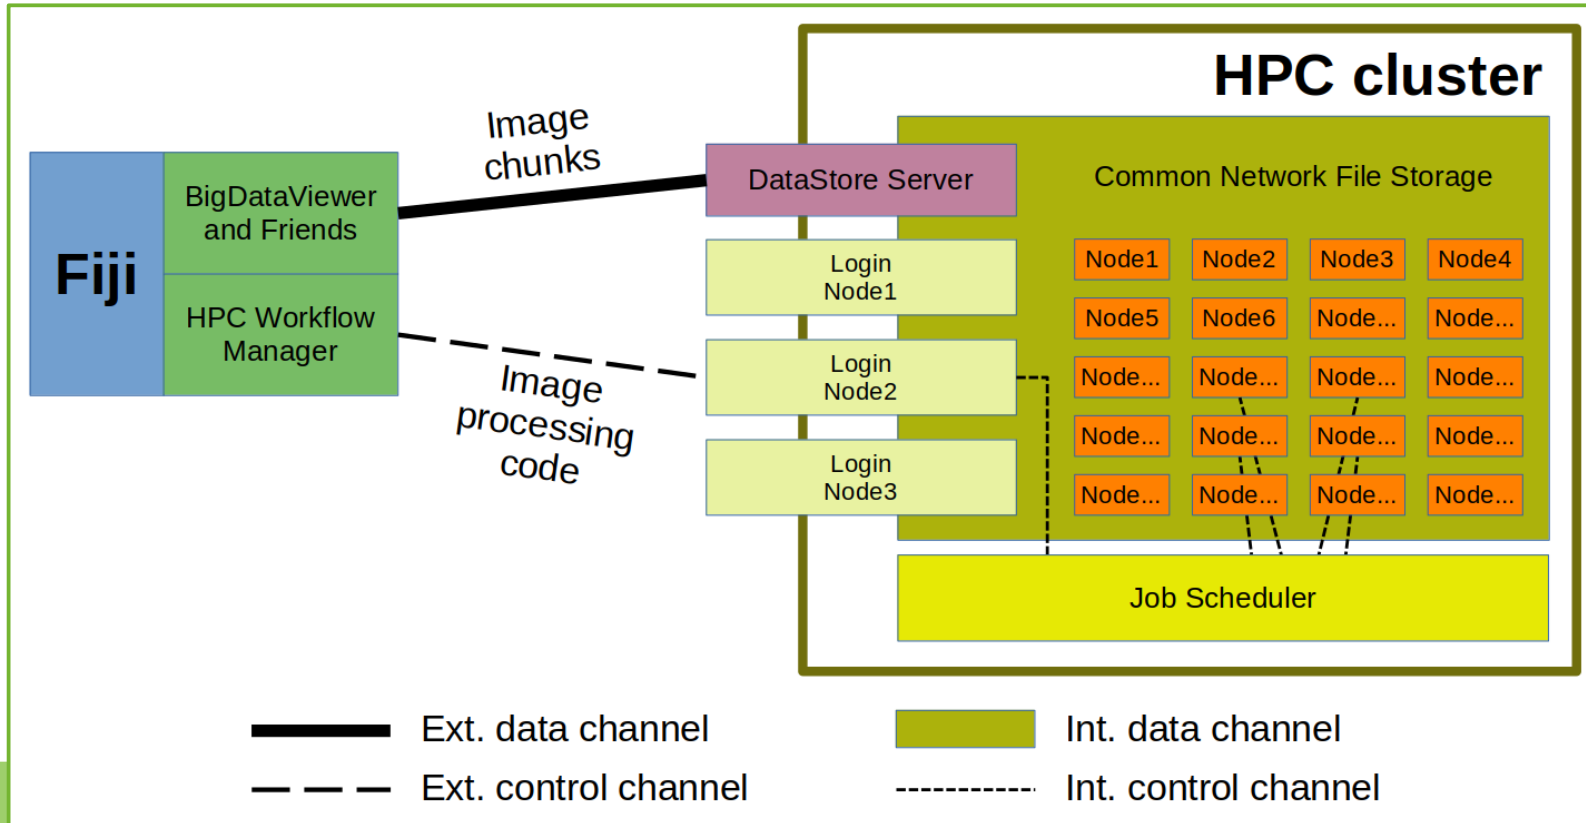 HPC cluster
Image
chunks
Fiji
BigDataViewer
and Friends
HPC Workflow
Manager
Image
processing
code
DataStore Server
Common Network File Storage
Login
Node1
Login
Node2
Login
Node3
Node1 Node2 Node3 Node4
Node5 Node6 Node... Node...
Node... Node... Node... Node...
Node... Node... Node... Node...
Node... Node... Node... Node...
Job Scheduler
Ext. data channel
Int. data channel
Ext. control channel
Int. control channel